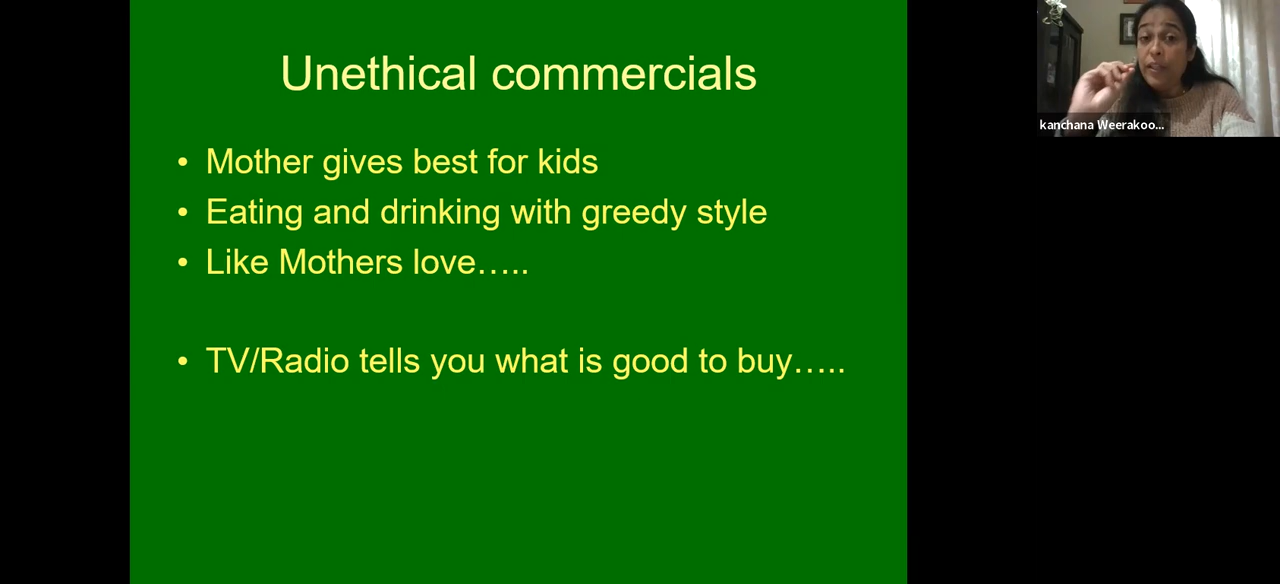 Unethical commercials
• Mother gives best for kids
• Eating and drinking with greedy style
• Like Mothers love…..
• TV/Radio tells you what is good to buy…..
kanchana Weerakoo...